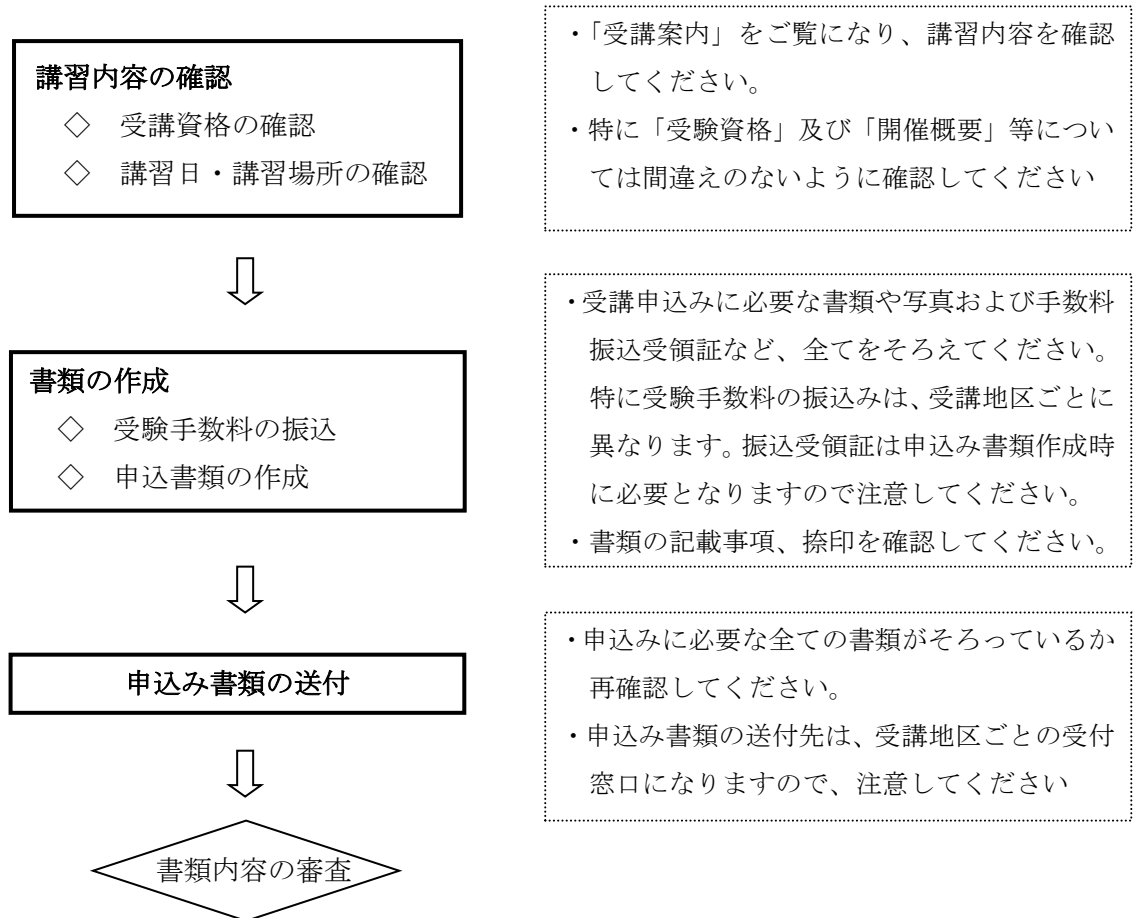 講習内容の確認
◇ 受講資格の確認
◇ 講習日・講習場所の確認
・「受講案内」をご覧になり、講習内容を確認
してください。
・特に「受験資格」及び「開催概要」等につい
ては間違えのないように確認してください
書類の作成
◇ 受験手数料の振込
◇ 申込書類の作成
・受講申込みに必要な書類や写真および手数料
振込受領証など、全てをそろえてください。
特に受験手数料の振込みは、受講地区ごとに
異なります。振込受領証は申込み書類作成時
に必要となりますので注意してください。
・書類の記載事項、捺印を確認してください。
申込み書類の送付
・申込みに必要な全ての書類がそろっているか
再確認してください。
・申込み書類の送付先は、受講地区ごとの受付
窓口になりますので、注意してください
書類内容の審査